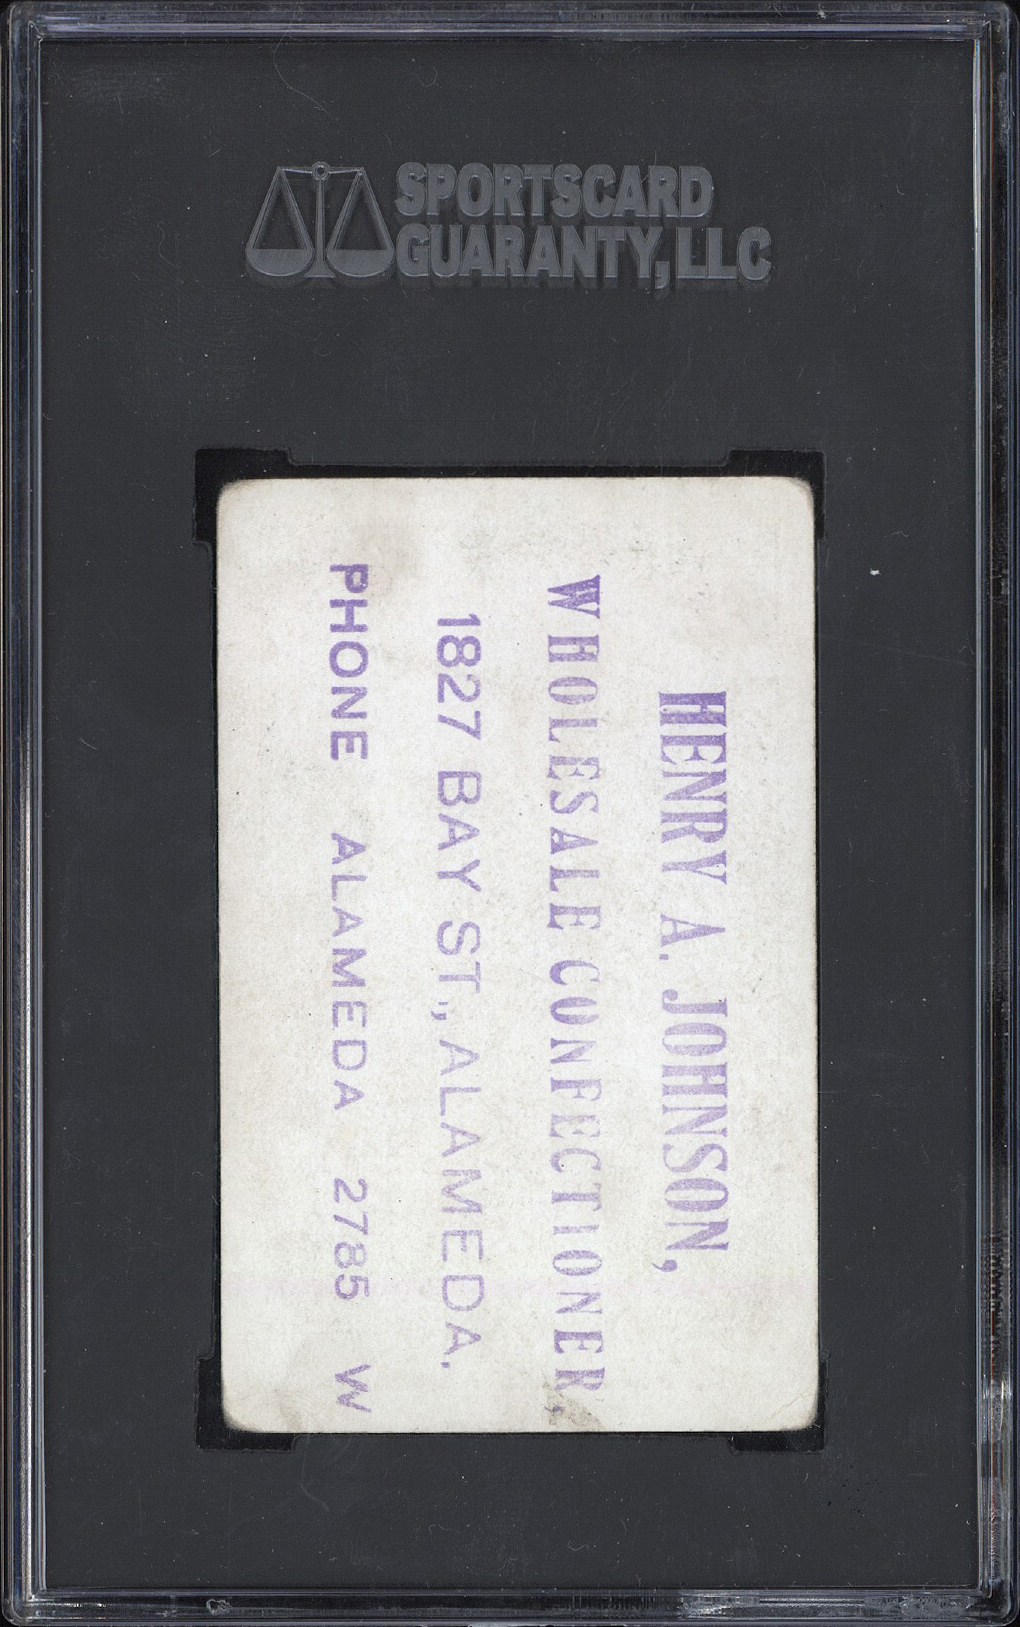 SPORTSCARD
GUARANTY, LLC
HENRY A. JOHNSON,
WHOLESALE CONFECTIONER,
1827 BAY ST., ALAMEDA.
PHONE ALAMEDA 2785 W